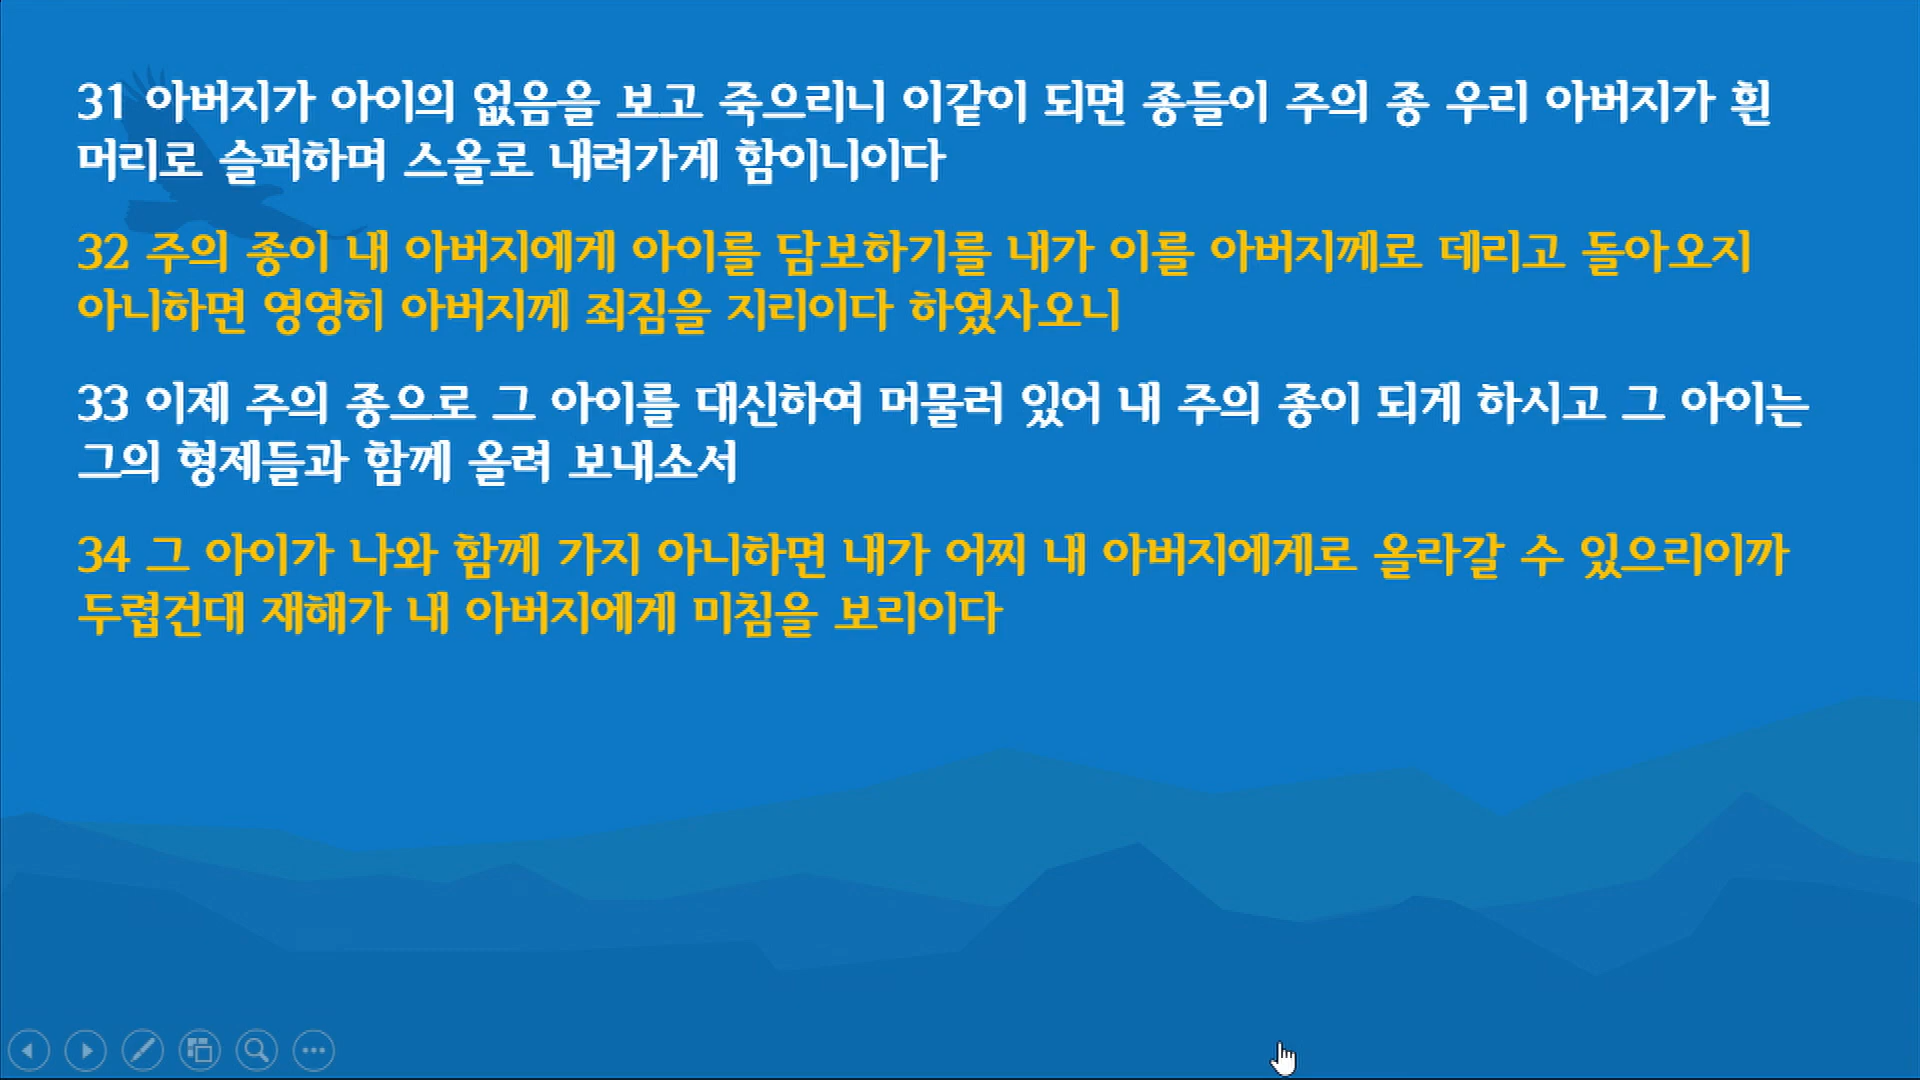 31 아버지가 아이의 없음을 보고 죽으리니 이같이 되면 종들이 주의 종 우리 아버지가 흰
머리로 슬퍼하며 스올로 내려가게 함이니이다
32 주의 종이 내 아버지에게 아이를 담보하기를 내가 이를 아버지께로 데리고 돌아오지
아니하면 영영히 아버지께 죄짐을 지리이다 하였사오니
33 이제 주의 종으로 그 아이를 대신하여 머물러 있어 내 주의 종이 되게 하시고 그 아이는
그의 형제들과 함께 올려 보내소서
34 그 아이가 나와 함께 가지 아니하면 내가 어찌 내 아버지에게로 올라갈 수 있으리이까
두렵건대 재해가 내 아버지에게 미침을 보리이다